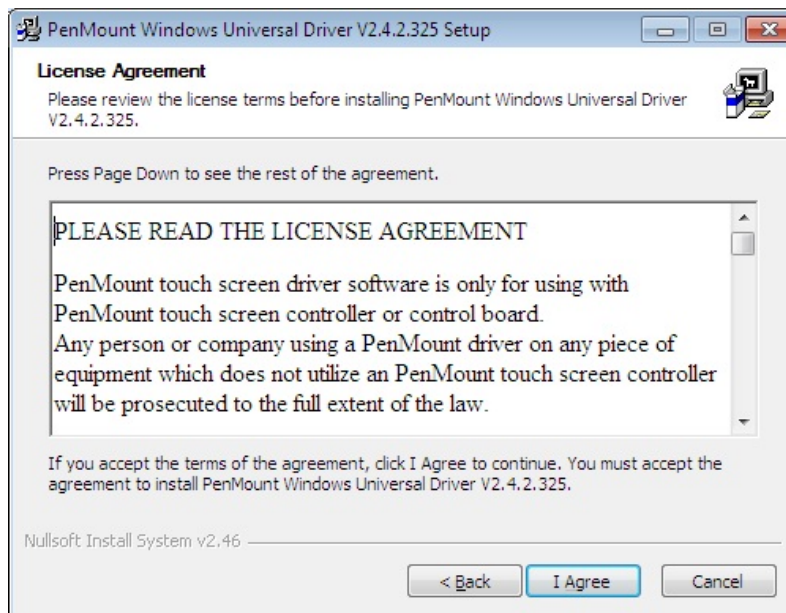 PenMount Windows Universal Driver V2.4.2.325 Setup
License Agreement
Please review the license terms before installing PenMount Windows Universal Driver
V2.4.2.325.
Press Page Down to see the rest of the agreement.
PLEASE READ THE LICENSE AGREEMENT
PenMount touch screen driver software is only for using with
PenMount touch screen controller or control board.
Any person or company using a PenMount driver on any piece of
equipment which does not utilize an PenMount touch screen controller
will be prosecuted to the full extent of the law.
If you accept the terms of the agreement, click I Agree to continue. You must accept the
agreement to install PenMount Windows Universal Driver V2.4.2.325.
Nullsoft Install System v2.46
< Back
I Agree
Cancel